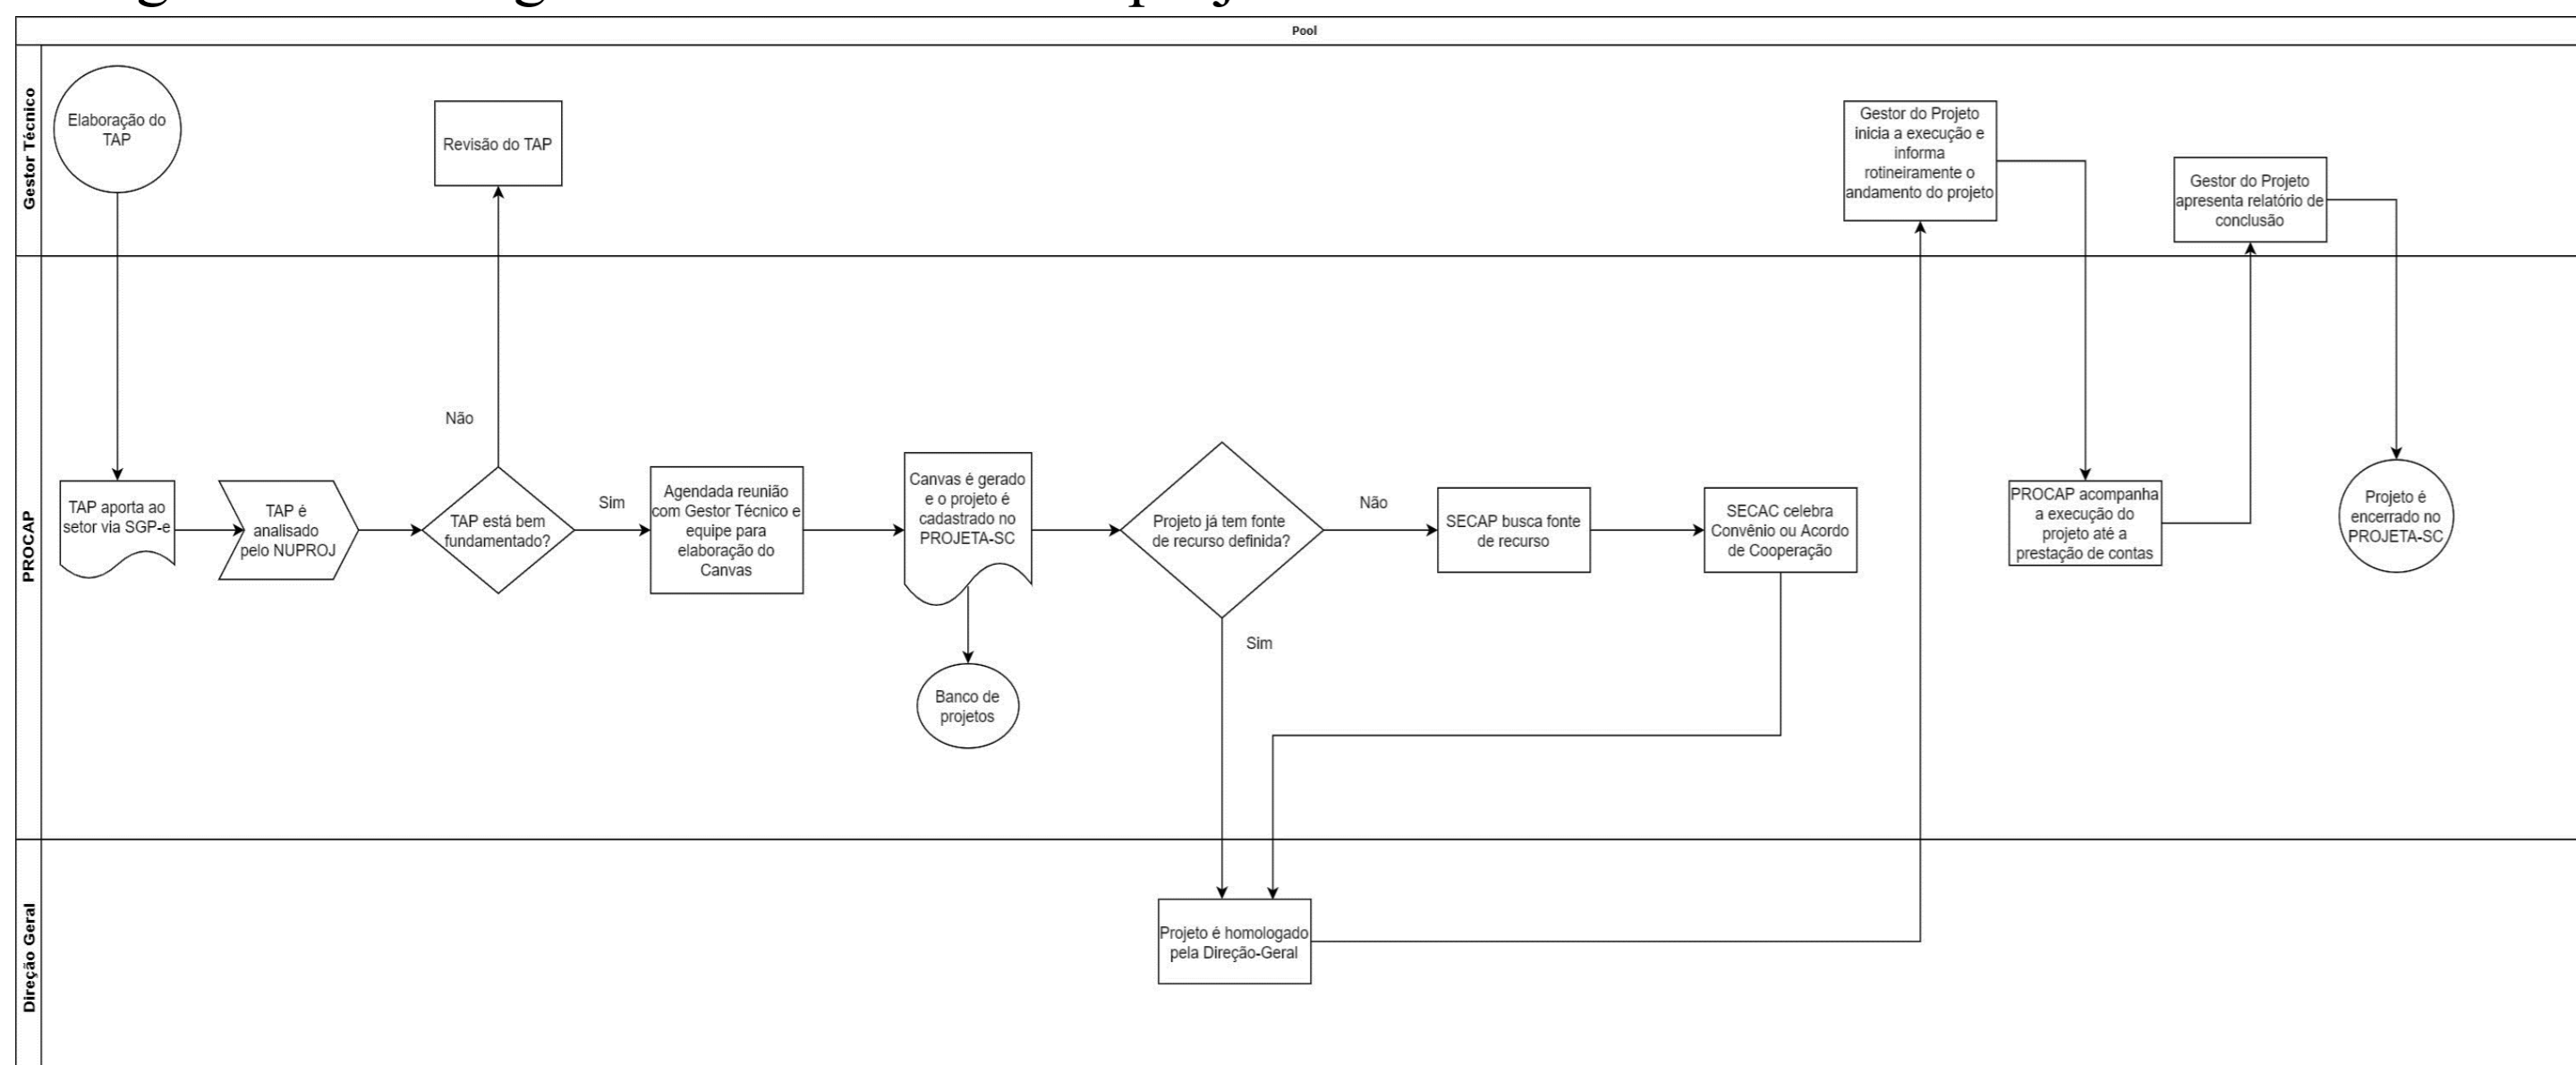 Pool
Gestor Técnico
Elaboração do
TAP
Revisão do TAP
Gestor do Projeto
inicia a execução e
informa
rotineiramente o
andamento do projeto
Gestor do Projeto
apresenta relatório de
conclusão
PROCAP
TAP aporta ao
setor via SGP-e
TAP é
analisado
pelo NUPROJ
TAP está bem
fundamentado?
Não
Sim
Agendada reunião
com Gestor Técnico e
equipe para
elaboração do
Canvas
Canvas é gerado
e o projeto é
cadastrado no
PROJETA-SC
Banco de
projetos
Projeto já tem fonte
de recurso definida?
Não
Sim
SECAP busca fonte
de recurso
SECAC celebra
Convênio ou Acordo
de Cooperação
PROCAP acompanha
a execução do
projeto até a
prestação de contas
Projeto é
encerrado no
PROJETA-SC
Direção Geral
Projeto é homologado
pela Direção-Geral